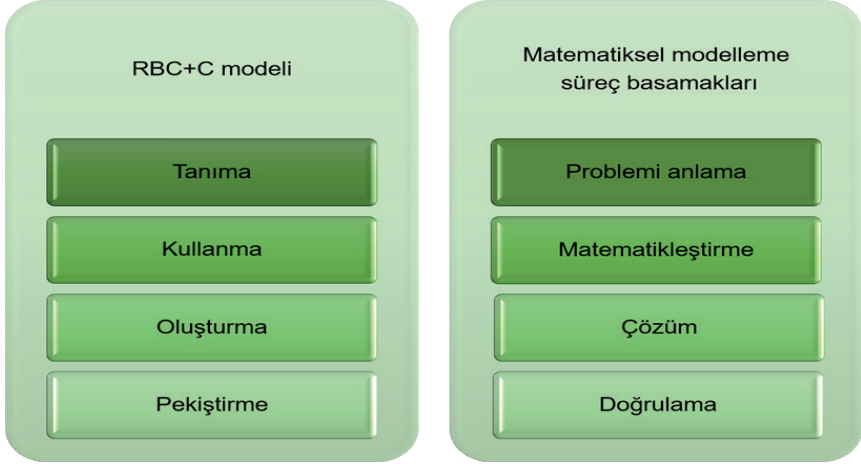 RBC+C modeli
Tanıma
Kullanma
Oluşturma
Pekiştirme
Matematiksel modelleme
süreç basamakları
Problemi anlama
Matematikleştirme
Çözüm
Doğrulama